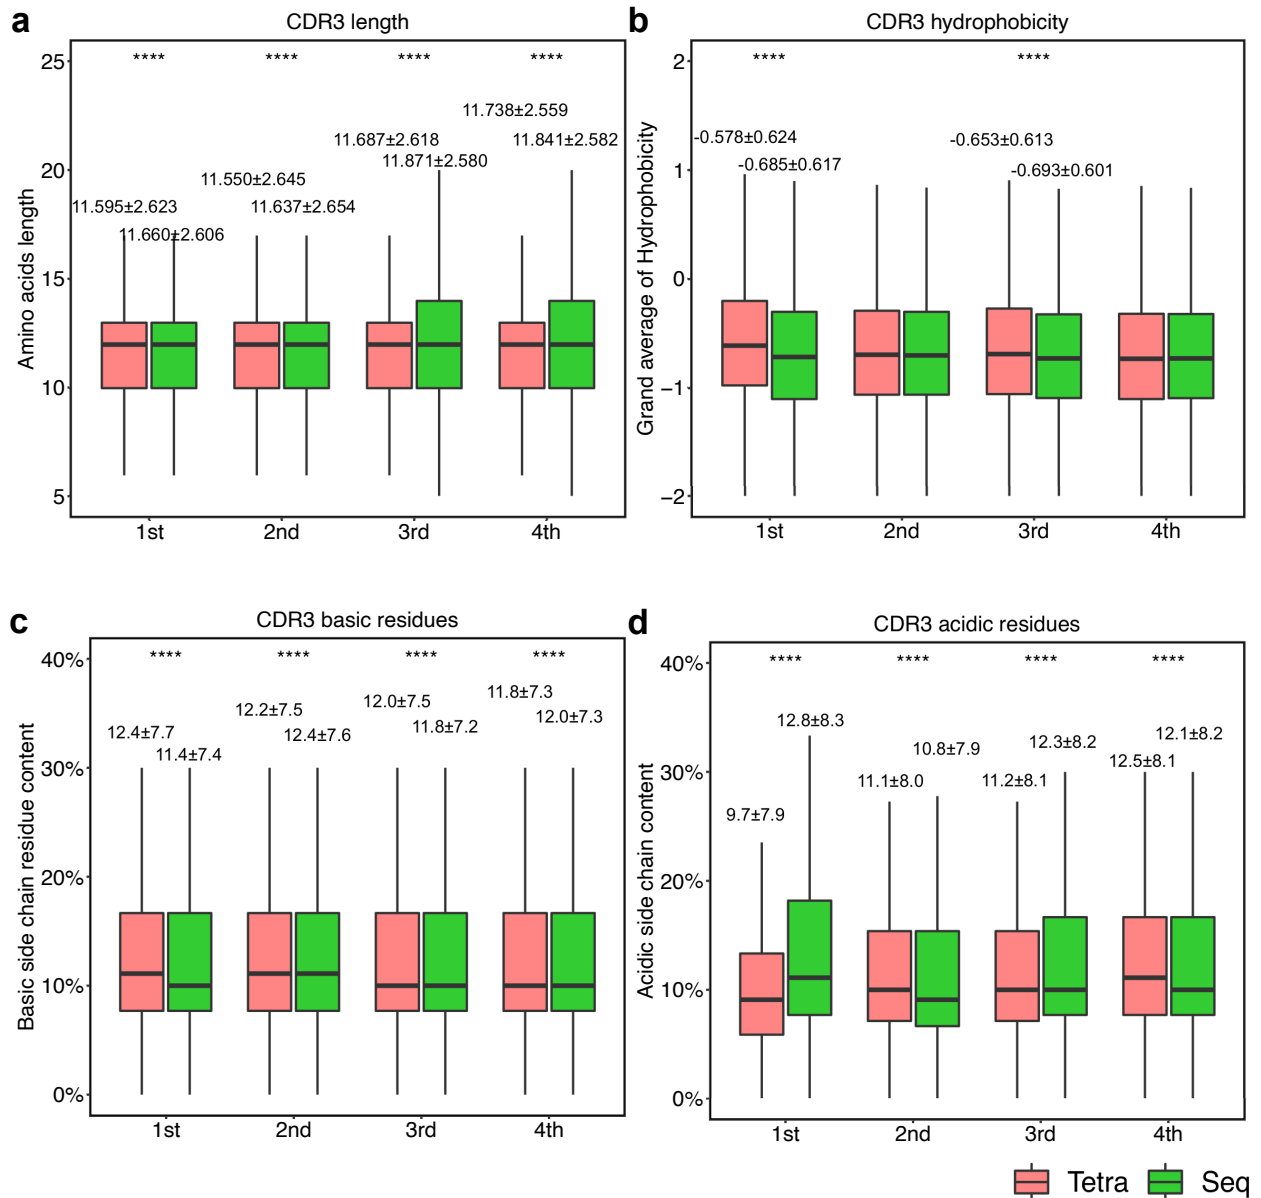 a
CDR3 length
Amino acids length
25
20
15
10
5
****
****
****
****
11.595±2.623
11.660±2.606
11.550±2.645
11.637±2.654
11.687±2.618
11.871±2.580
11.738±2.559
11.841±2.582
1st
2nd
3rd
4th
b
CDR3 hydrophobicity
Grand average of Hydrophobicity
2
1
0
−1
−2
****
****
-0.578±0.624
-0.685±0.617
-0.653±0.613
-0.693±0.601
1st
2nd
3rd
4th
c
CDR3 basic residues
Basic side chain residue content
40%
30%
20%
10%
0%
****
****
****
****
12.4±7.7
11.4±7.4
12.2±7.5
12.4±7.6
12.0±7.5
11.8±7.2
11.8±7.3
12.0±7.3
1st
2nd
3rd
4th
d
CDR3 acidic residues
Acidic side chain content
40%
30%
20%
10%
0%
****
****
****
****
9.7±7.9
12.8±8.3
11.1±8.0
10.8±7.9
11.2±8.1
12.3±8.2
12.5±8.1
12.1±8.2
1st
2nd
3rd
4th
Tetra
Seq